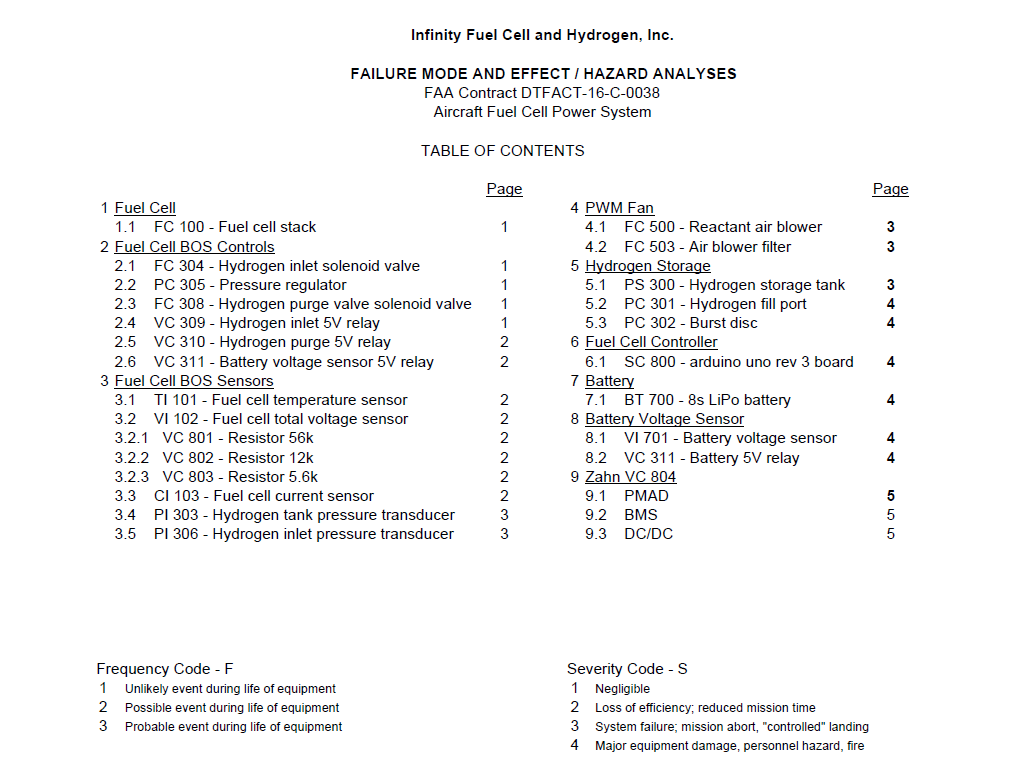 Infinity Fuel Cell and Hydrogen, Inc.
FAILURE MODE AND EFFECT / HAZARD ANALYSES
FAA Contract DTFACT-16-C-0038
Aircraft Fuel Cell Power System
TABLE OF CONTENTS
Page
1 Fuel Cell
1.1 FC 100 - Fuel cell stack 1
2 Fuel Cell BOS Controls
2.1 FC 304 - Hydrogen inlet solenoid valve 1
2.2 PC 305 - Pressure regulator 1
2.3 FC 308 - Hydrogen purge valve solenoid valve 1
2.4 VC 309 - Hydrogen inlet 5V relay 1
2.5 VC 310 - Hydrogen purge 5V relay 2
2.6 VC 311 - Battery voltage sensor 5V relay 2
3 Fuel Cell BOS Sensors
3.1 TI 101 - Fuel cell temperature sensor 2
3.2 VI 102 - Fuel cell total voltage sensor 2
3.2.1 VC 801 - Resistor 56k 2
3.2.2 VC 802 - Resistor 12k 2
3.2.3 VC 803 - Resistor 5.6k 2
3.3 CI 103 - Fuel cell current sensor 2
3.4 PI 303 - Hydrogen tank pressure transducer 3
3.5 PI 306 - Hydrogen inlet pressure transducer 3
Page
4 PWM Fan
4.1 FC 500 - Reactant air blower 3
4.2 FC 503 - Air blower filter 3
5 Hydrogen Storage
5.1 PS 300 - Hydrogen storage tank 3
5.2 PC 301 - Hydrogen fill port 4
5.3 PC 302 - Burst disc 4
6 Fuel Cell Controller
6.1 SC 800 - arduino uno rev 3 board 4
7 Battery
7.1 BT 700 - 8s LiPo battery 4
8 Battery Voltage Sensor
8.1 VI 701 - Battery voltage sensor 4
8.2 VC 311 - Battery 5V relay 4
9 Zahn VC 804
9.1 PMAD 5
9.2 BMS 5
9.3 DC/DC 5
Frequency Code - F
1 Unlikely event during life of equipment
2 Possible event during life of equipment
3 Probable event during life of equipment
Severity Code - S
1 Negligible
2 Loss of efficiency; reduced mission time
3 System failure; mission abort, "controlled" landing
4 Major equipment damage, personnel hazard, fire